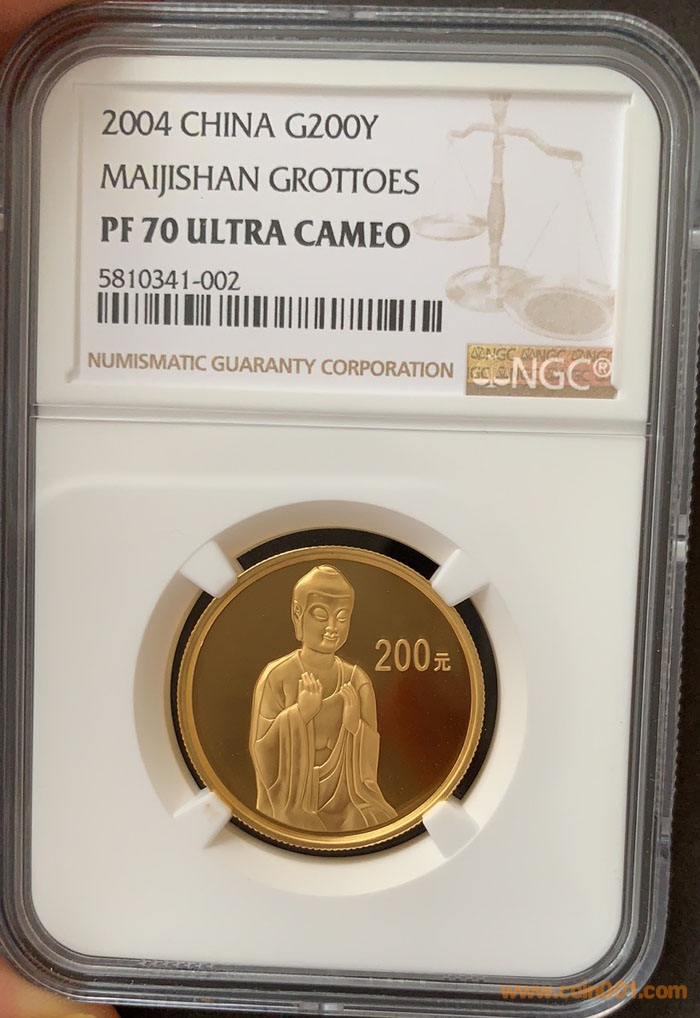 2004 CHINA G200Y
MAIJISHAN GROTTOES
PF 70 ULTRA CAMEO
5810341-002
NUMISMATIC GUARANTY CORPORATION
NGC®
200元
www.coin001.com